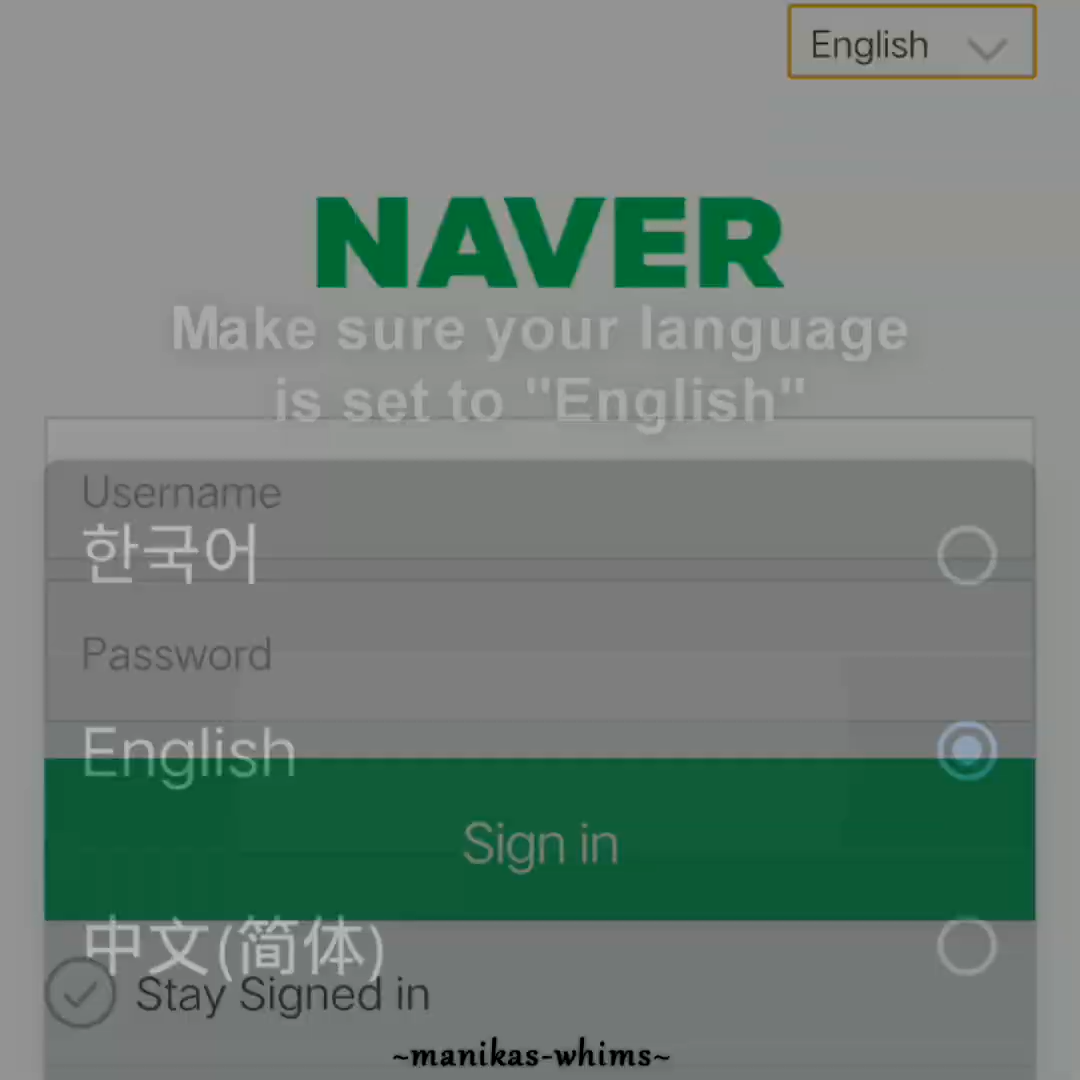 English
NAVER
Make sure your language
is set to "English"
Username
한국어
Password
English
Sign in
中文(简体)
Stay Signed in
~manikas-whims~